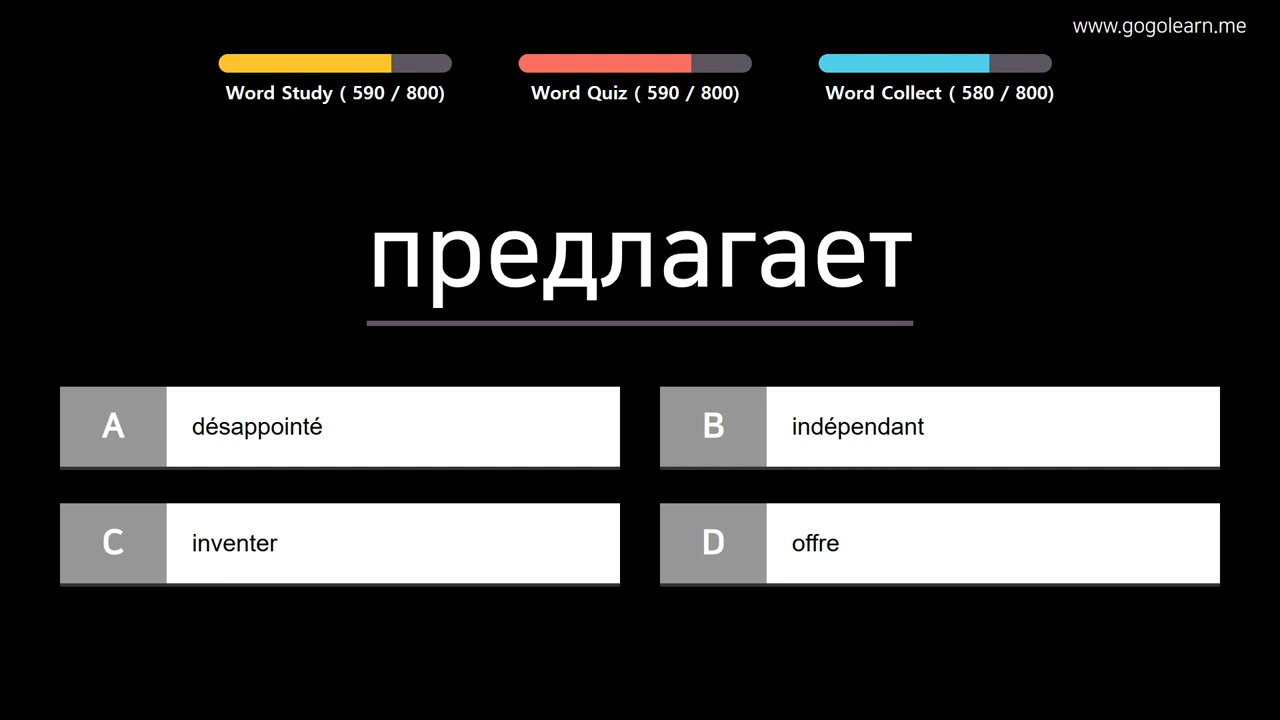 www.gogolearn.me
Word Study ( 590 / 800)
Word Quiz ( 590 / 800)
Word Collect ( 580 / 800)
предлагает
A désappointé
B indépendant
C inventer
D offre